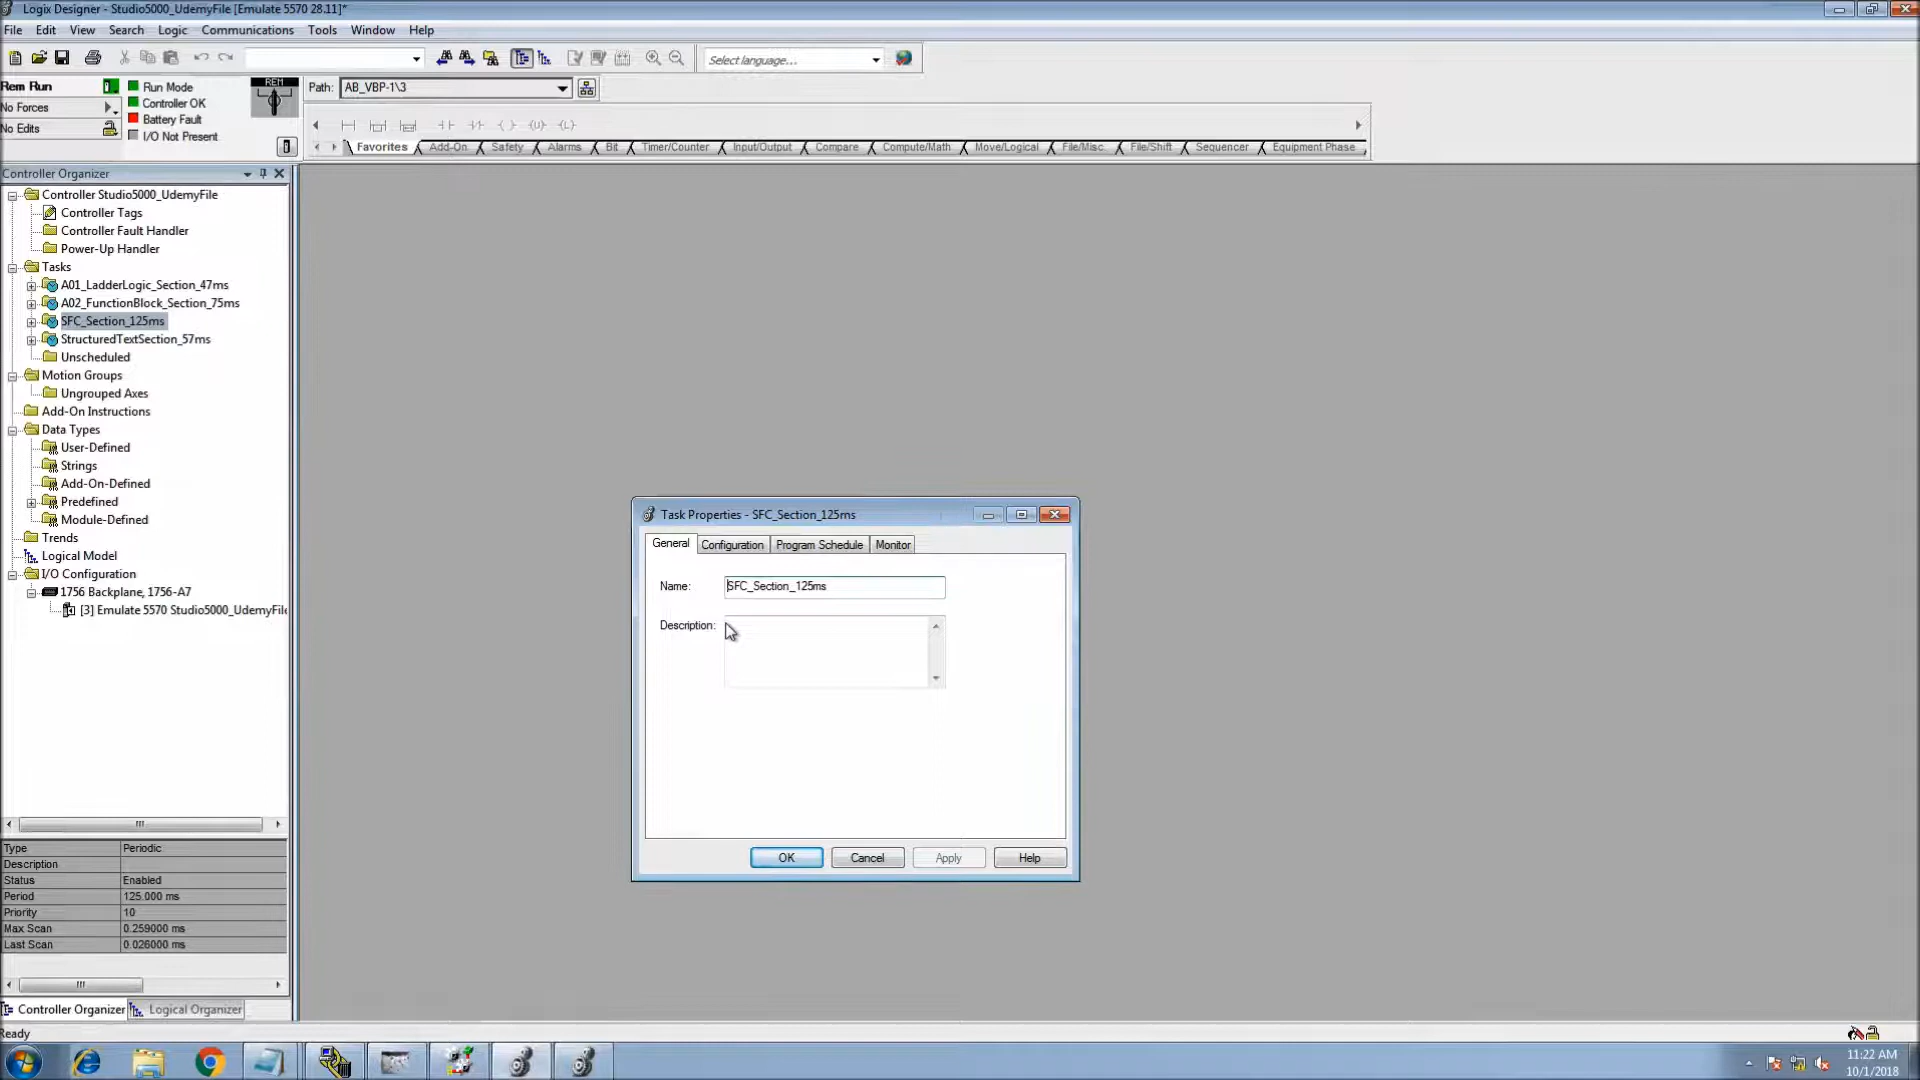 Logix Designer - Studio5000_UdemyFile [Emulate 5570 28.11]*
File Edit View Search Logic Communications Tools Window Help
Select language...
Rem Run
No Forces
No Edits
Run Mode
Controller OK
Battery Fault
I/O Not Present
REM
Path: AB_VBP-1\3
Favorites Add-On Safety Alarms Bit Timer/Counter Input/Output Compare Compute/Math Move/Logical File/Misc. File/Shift Sequencer Equipment Phase
Controller Organizer
Controller Studio5000_UdemyFile
Controller Tags
Controller Fault Handler
Power-Up Handler
Tasks
A01_LadderLogic_Section_47ms
A02_FunctionBlock_Section_75ms
SFC_Section_125ms
StructuredTextSection_57ms
Unscheduled
Motion Groups
Ungrouped Axes
Add-On Instructions
Data Types
User-Defined
Strings
Add-On-Defined
Predefined
Module-Defined
Trends
Logical Model
I/O Configuration
1756 Backplane, 1756-A7
[3] Emulate 5570 Studio5000_UdemyFile
Type Periodic
Description
Status Enabled
Period 125.000 ms
Priority 10
Max Scan 0.259000 ms
Last Scan 0.026000 ms
Controller Organizer Logical Organizer
Ready
Task Properties - SFC_Section_125ms
General Configuration Program Schedule Monitor
Name: SFC_Section_125ms
Description:
OK Cancel Apply Help
11:22 AM
10/1/2018